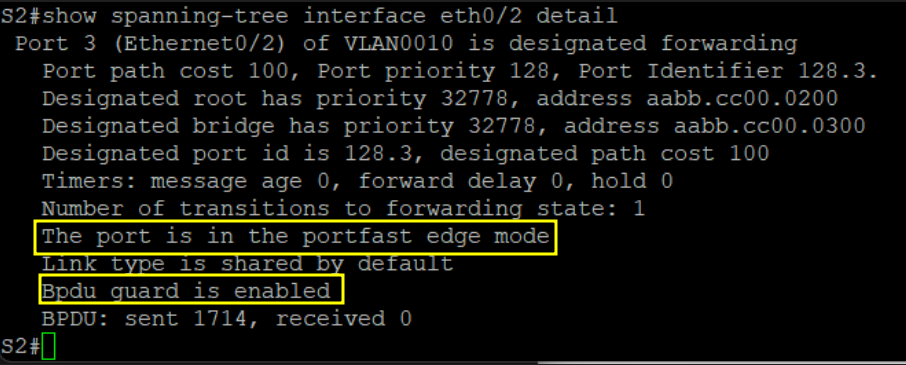 S2#show spanning-tree interface eth0/2 detail
Port 3 (Ethernet0/2) of VLAN0010 is designated forwarding
Port path cost 100, Port priority 128, Port Identifier 128.3.
Designated root has priority 32778, address aabb.cc00.0200
Designated bridge has priority 32778, address aabb.cc00.0300
Designated port id is 128.3, designated path cost 100
Timers: message age 0, forward delay 0, hold 0
Number of transitions to forwarding state: 1
The port is in the portfast edge mode
Link type is shared by default
Bpdu guard is enabled
BPDU: sent 1714, received 0
S2#